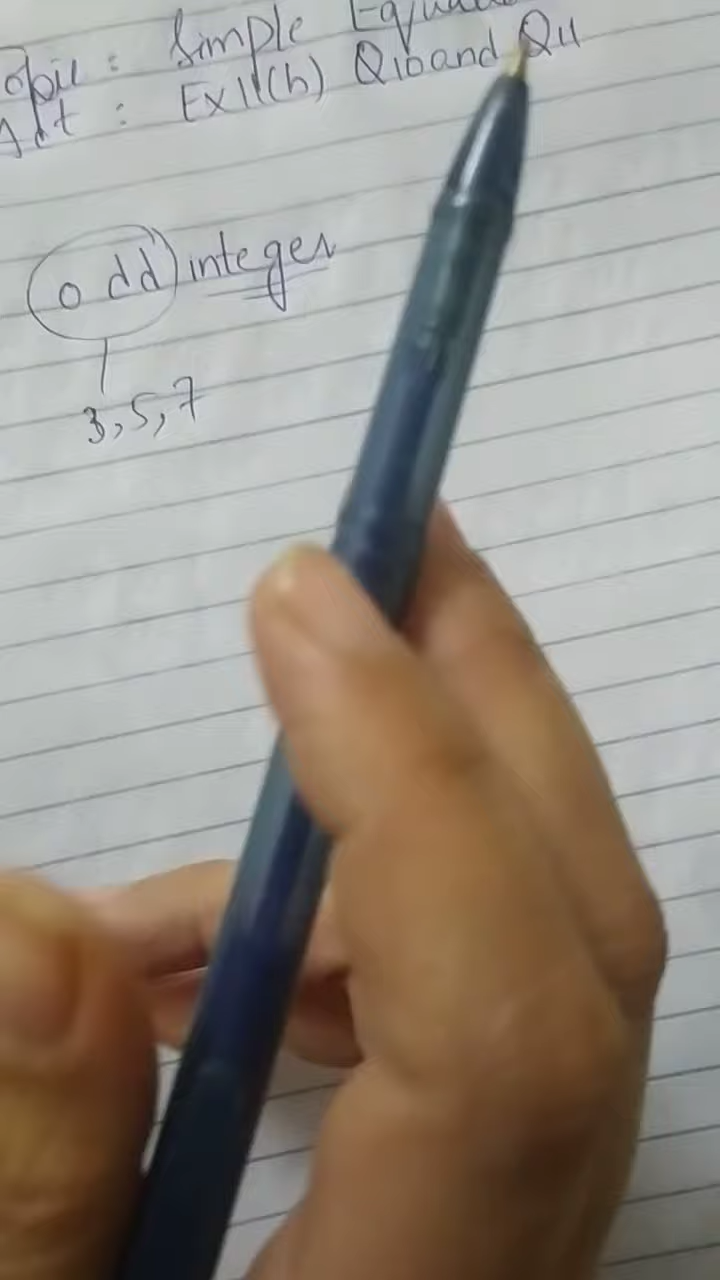 : Simple
: Ex 11(b) Q10 and Q11
odd integer
3, 5, 7